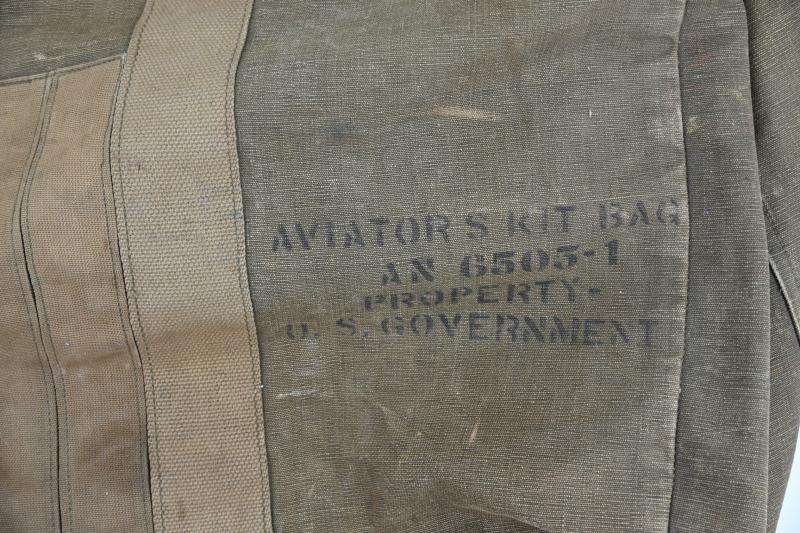 AVIATOR S KIT BAG
AN 6505-1
PROPERTY-
U. S. GOVERNMENT